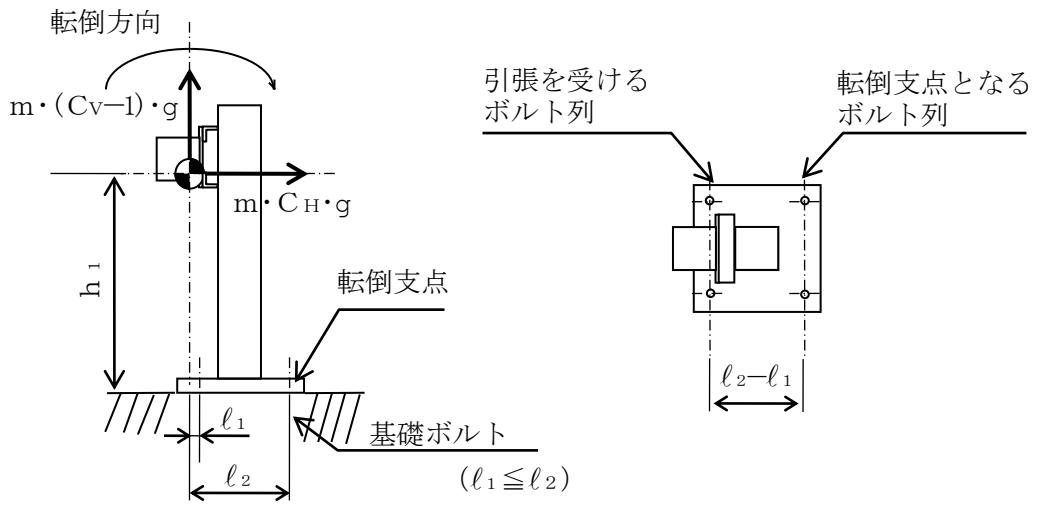 転倒方向
m・(CV−1)・g
m・CH・g
h1
転倒支点
ℓ1
基礎ボルト
ℓ2
(ℓ1≦ℓ2)
引張を受ける
ボルト列
転倒支点となる
ボルト列
ℓ2−ℓ1